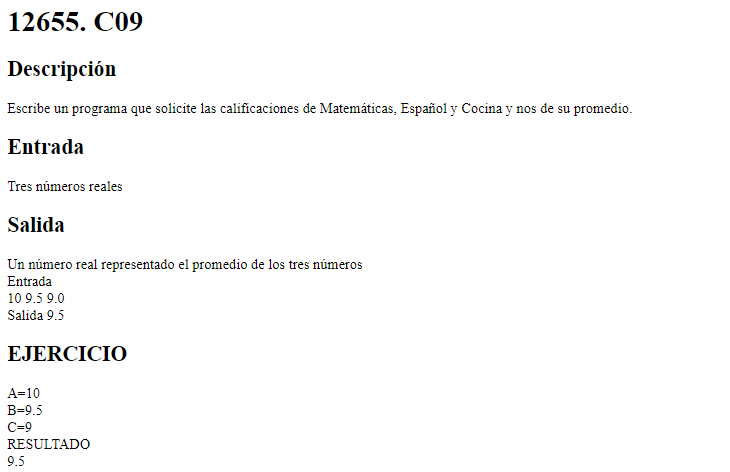 12655. C09
Descripción
Escribe un programa que solicite las calificaciones de Matemáticas, Español y Cocina y nos de su promedio.
Entrada
Tres números reales
Salida
Un número real representado el promedio de los tres números
Entrada
10 9.5 9.0
Salida 9.5
EJERCICIO
A=10
B=9.5
C=9
RESULTADO
9.5